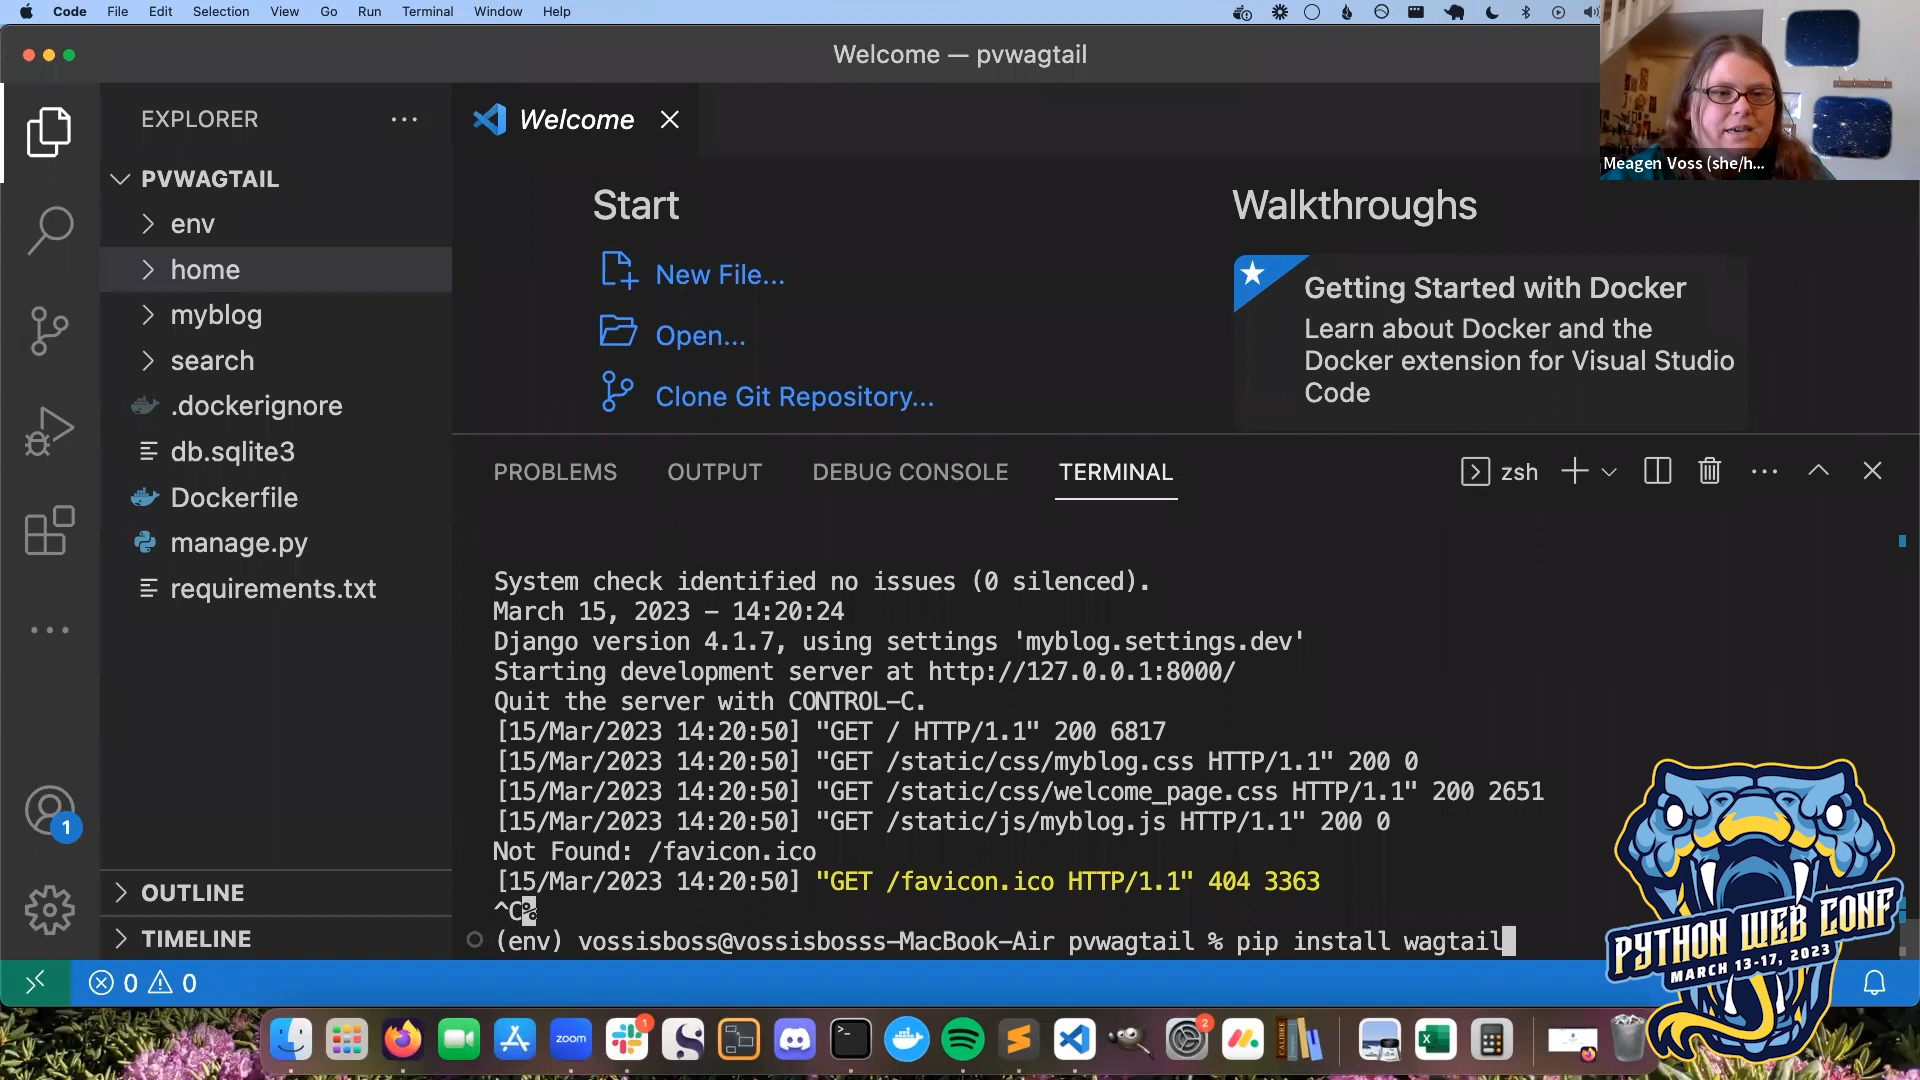 Code File Edit Selection View Go Run Terminal Window Help
Welcome — pvwagtail
Meagen Voss (she/h...
EXPLORER
Welcome
PVWAGTAIL
env
home
myblog
search
.dockerignore
db.sqlite3
Dockerfile
manage.py
requirements.txt
OUTLINE
TIMELINE
1
Start
New File...
Open...
Clone Git Repository...
Walkthroughs
Getting Started with Docker
Learn about Docker and the
Docker extension for Visual Studio
Code
PROBLEMS OUTPUT DEBUG CONSOLE TERMINAL
zsh
System check identified no issues (0 silenced).
March 15, 2023 - 14:20:24
Django version 4.1.7, using settings 'myblog.settings.dev'
Starting development server at http://127.0.0.1:8000/
Quit the server with CONTROL-C.
[15/Mar/2023 14:20:50] "GET / HTTP/1.1" 200 6817
[15/Mar/2023 14:20:50] "GET /static/css/myblog.css HTTP/1.1" 200 0
[15/Mar/2023 14:20:50] "GET /static/css/welcome_page.css HTTP/1.1" 200 2651
[15/Mar/2023 14:20:50] "GET /static/js/myblog.js HTTP/1.1" 200 0
Not Found: /favicon.ico
[15/Mar/2023 14:20:50] "GET /favicon.ico HTTP/1.1" 404 3363
^C%
(env) vossisboss@vossisbosss-MacBook-Air pvwagtail % pip install wagtail
0 0
PYTHON WEB CONF
MARCH 13-17, 2023
zoom
1
2
CALIBRE